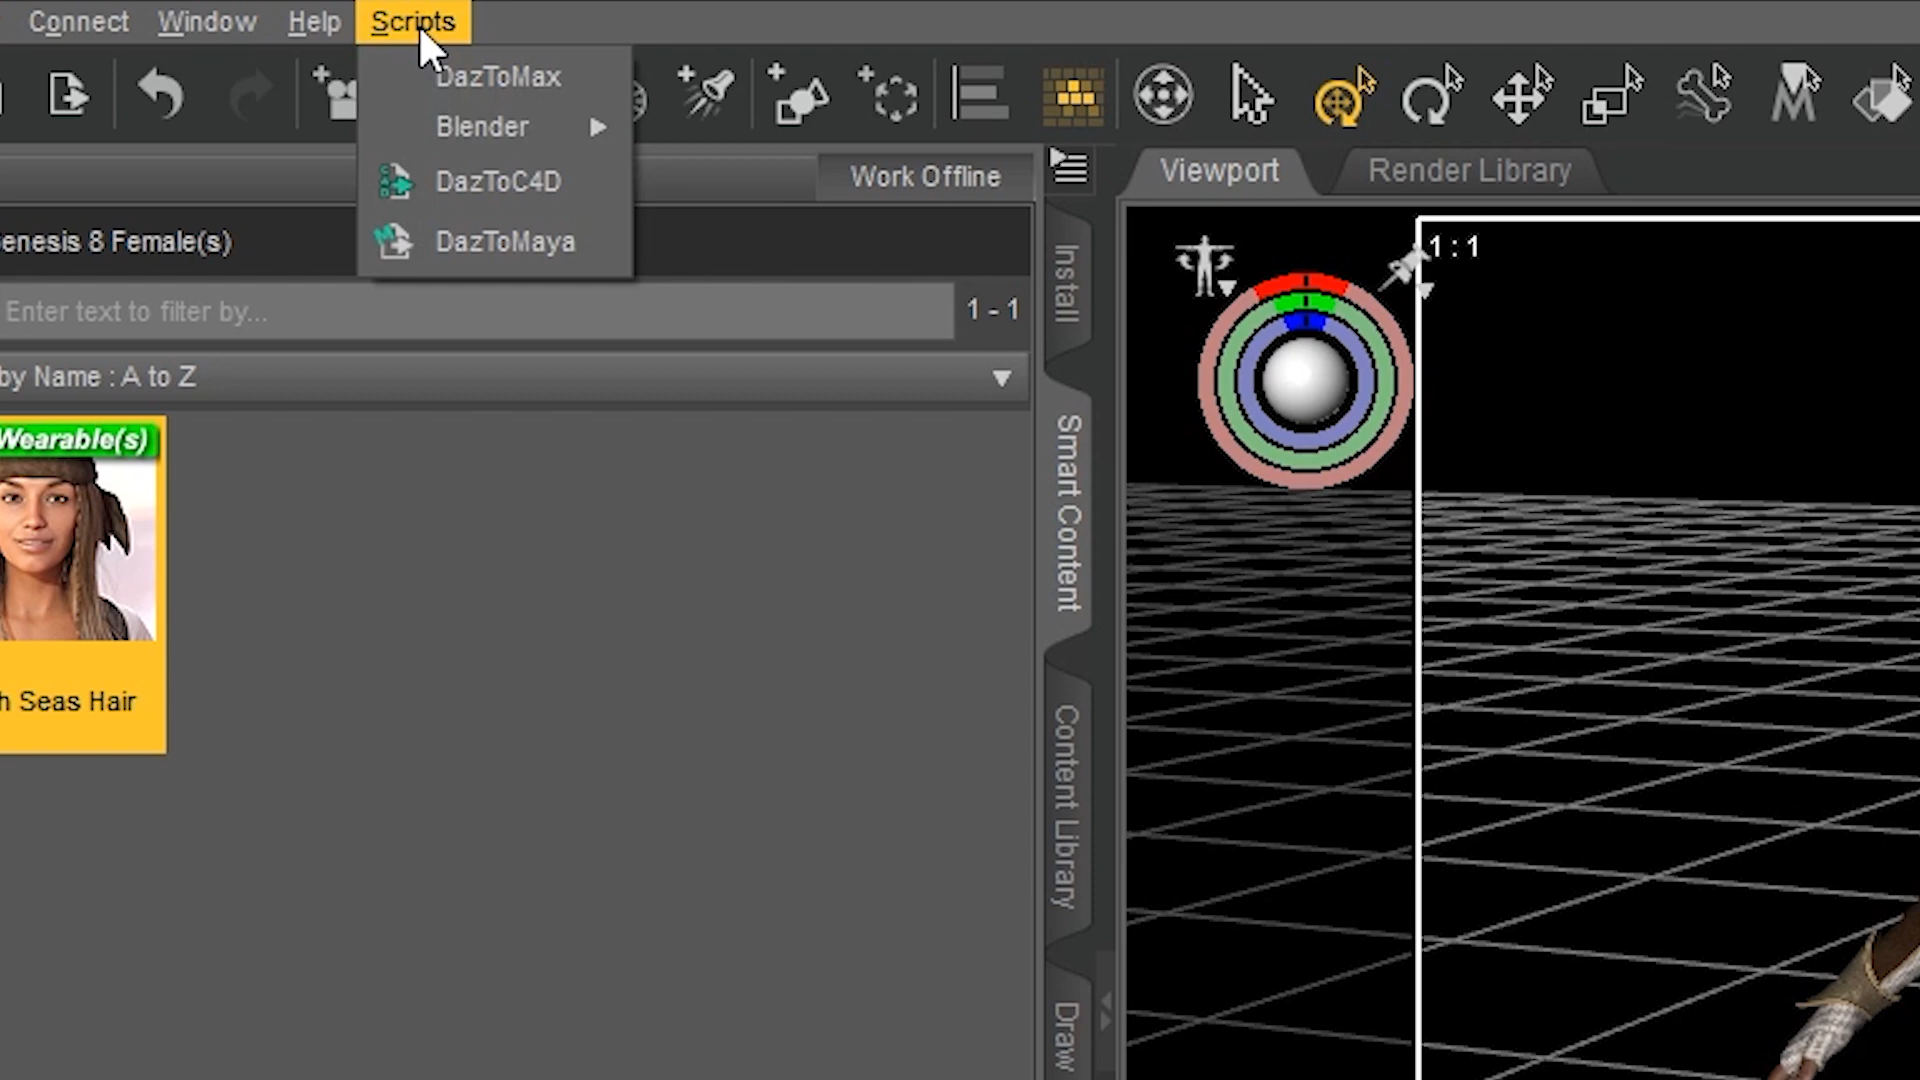 Connect Window Help Scripts
DazToMax
Blender
DazToC4D
DazToMaya
Work Offline
enesis 8 Female(s)
Enter text to filter by...
1 - 1
by Name : A to Z
Wearable(s)
h Seas Hair
Install
Smart Content
Content Library
Draw
Viewport
Render Library
1 : 1